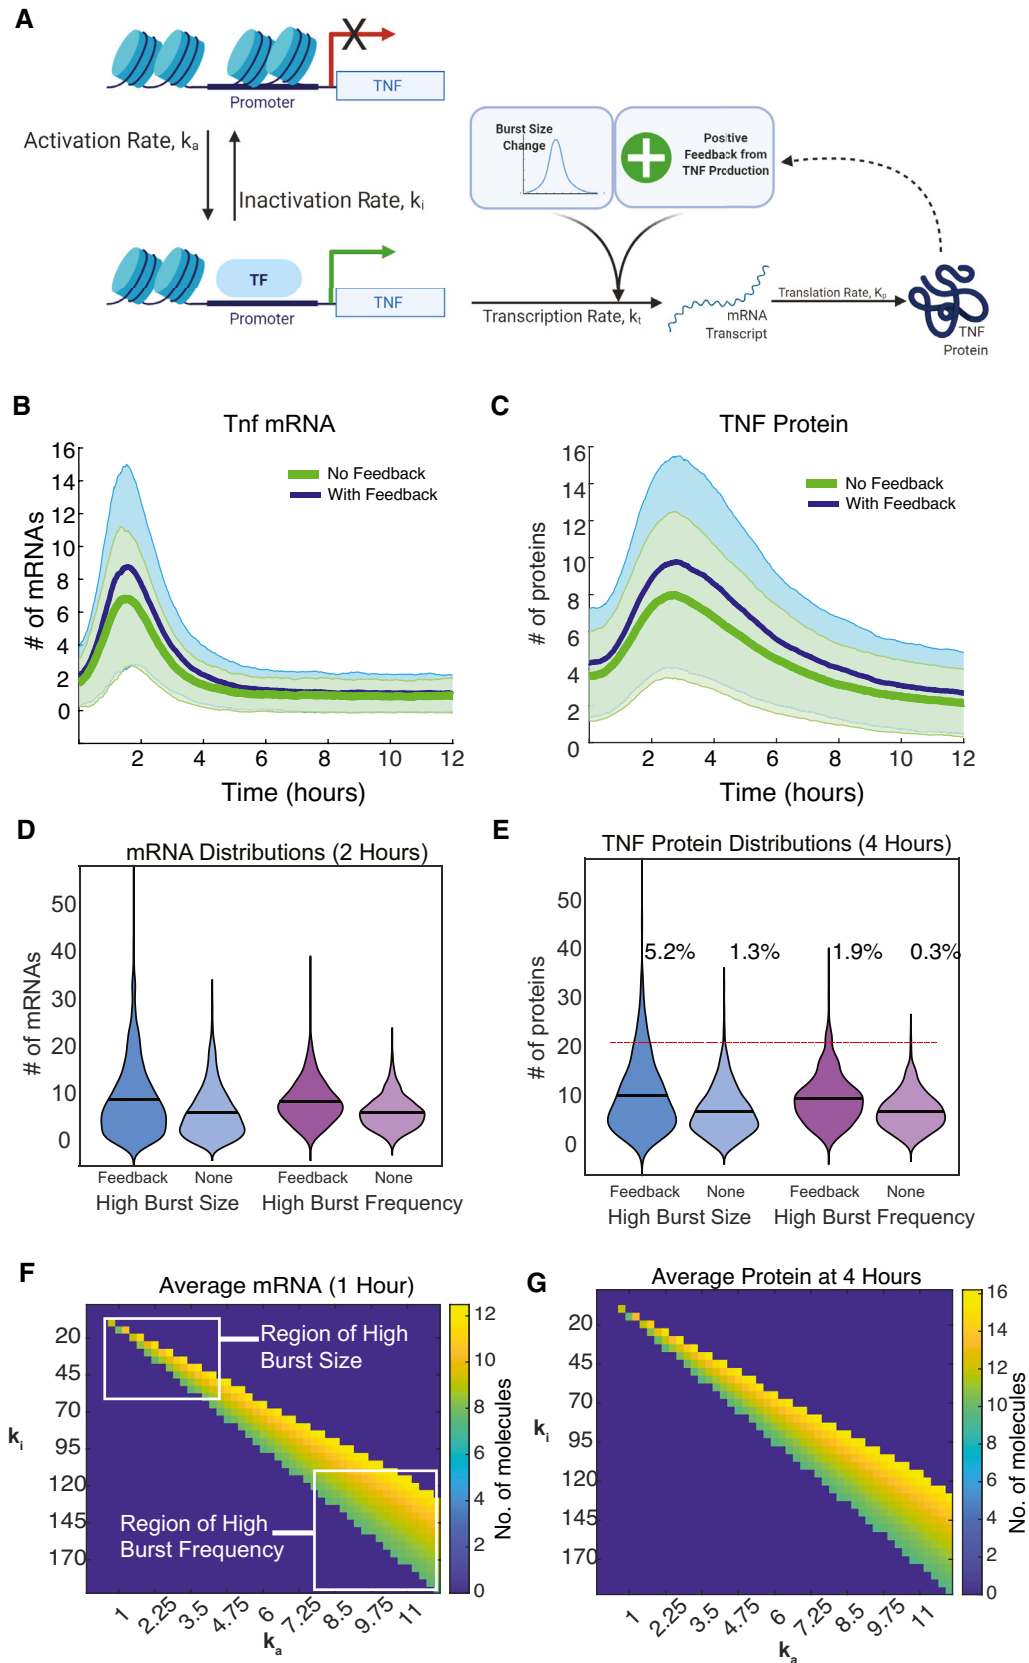 A
TNF
Promoter
Activation Rate, ka
Inactivation Rate, ki
TF
TNF
Promoter
Burst Size
Change
Positive
Feedback from
TNF Production
Transcription Rate, kt
mRNA
Transcript
Translation Rate, Kp
TNF
Protein
B
Tnf mRNA
No Feedback
With Feedback
# of mRNAs
16
14
12
10
8
6
4
2
0
2 4 6 8 10 12
Time (hours)
C
TNF Protein
No Feedback
With Feedback
# of proteins
16
14
12
10
8
6
4
2
0
2 4 6 8 10 12
Time (hours)
D
mRNA Distributions (2 Hours)
# of mRNAs
50
40
30
20
10
0
Feedback None Feedback None
High Burst Size High Burst Frequency
E
TNF Protein Distributions (4 Hours)
# of proteins
50
40
30
20
10
0
5.2% 1.3% 1.9% 0.3%
Feedback None Feedback None
High Burst Size High Burst Frequency
F
Average mRNA (1 Hour)
Region of High
Burst Size
Region of High
Burst Frequency
ki
20
45
70
95
120
145
170
1 2.25 3.5 4.75 6 7.25 8.5 9.75 11
ka
12
10
8
6
4
2
0
No. of molecules
G
Average Protein at 4 Hours
ki
20
45
70
95
120
145
170
1 2.25 3.5 4.75 6 7.25 8.5 9.75 11
ka
16
14
12
10
8
6
4
2
0
No. of molecules